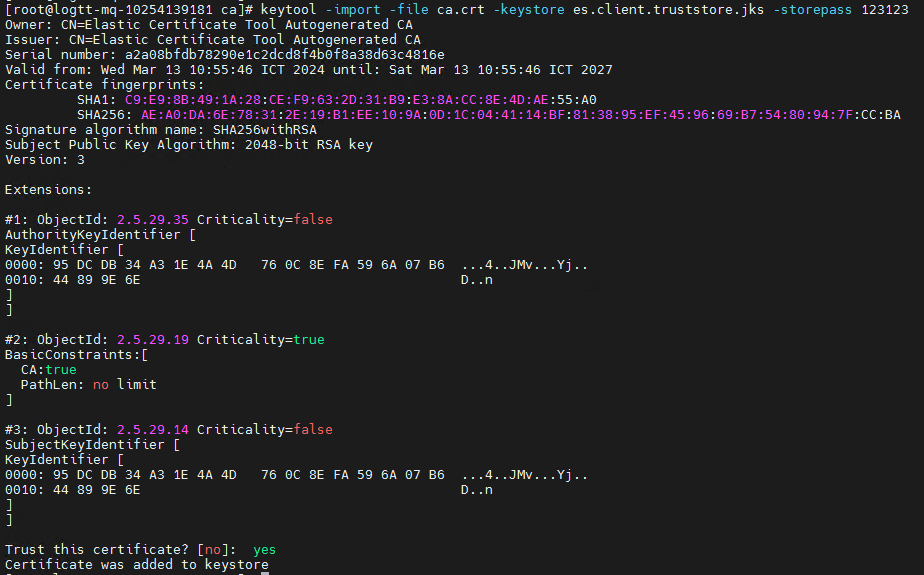 [root@logtt-mq-10254139181 ca]# keytool -import -file ca.crt -keystore es.client.truststore.jks -storepass 123123
Owner: CN=Elastic Certificate Tool Autogenerated CA
Issuer: CN=Elastic Certificate Tool Autogenerated CA
Serial number: a2a08bfdb78290e1c2dcd8f4b0f8a38d63c4816e
Valid from: Wed Mar 13 10:55:46 ICT 2024 until: Sat Mar 13 10:55:46 ICT 2027
Certificate fingerprints:
SHA1: C9:E9:8B:49:1A:28:CE:F9:63:2D:31:B9:E3:8A:CC:8E:4D:AE:55:A0
SHA256: AE:A0:DA:6E:78:31:2E:19:B1:EE:10:9A:0D:1C:04:41:14:BF:81:38:95:EF:45:96:69:B7:54:80:94:7F:CC:BA
Signature algorithm name: SHA256withRSA
Subject Public Key Algorithm: 2048-bit RSA key
Version: 3
Extensions:
#1: ObjectId: 2.5.29.35 Criticality=false
AuthorityKeyIdentifier [
KeyIdentifier [
0000: 95 DC DB 34 A3 1E 4A 4D   76 0C 8E FA 59 6A 07 B6  ...4..JMv...Yj..
0010: 44 89 9E 6E                                        D..n
]
]
#2: ObjectId: 2.5.29.19 Criticality=true
BasicConstraints:[
CA:true
PathLen: no limit
]
#3: ObjectId: 2.5.29.14 Criticality=false
SubjectKeyIdentifier [
KeyIdentifier [
0000: 95 DC DB 34 A3 1E 4A 4D   76 0C 8E FA 59 6A 07 B6  ...4..JMv...Yj..
0010: 44 89 9E 6E                                        D..n
]
]
Trust this certificate? [no]:  yes
Certificate was added to keystore